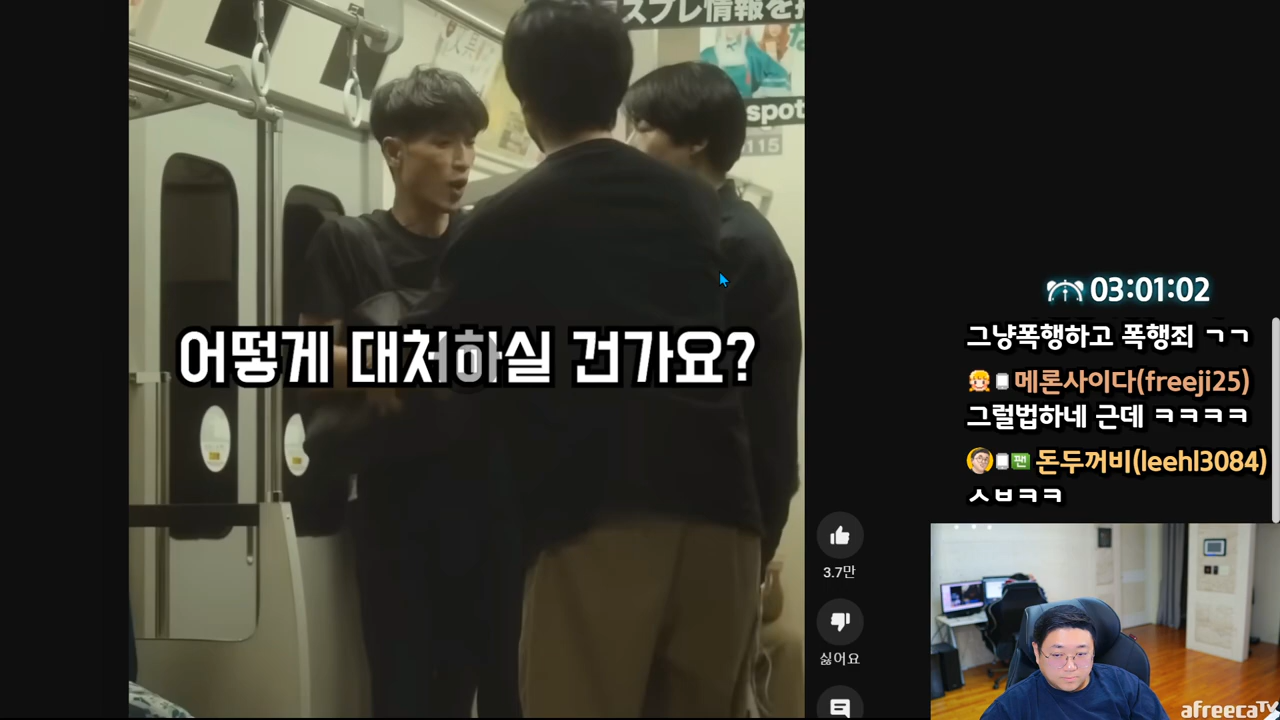 スプレ情報を
spot
115
어떻게 대처하실 건가요?
3.7만
싫어요
03:01:02
그냥폭행하고 폭행죄 ㄱㄱ
메론사이다(freeji25)
그럴법하네 근데 ㅋㅋㅋㅋ
팬 돈두꺼비(leehl3084)
ㅅㅂㅋㅋ
afreecaTV